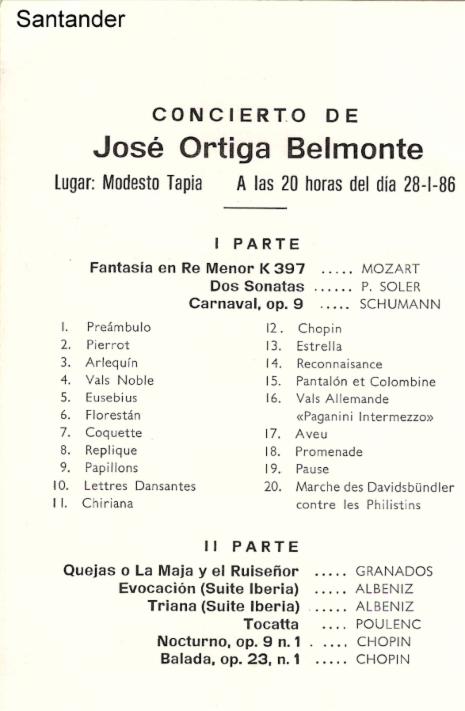 Santander
CONCIERTO DE
José Ortiga Belmonte
Lugar: Modesto Tapia A las 20 horas del día 28-I-86
I PARTE
Fantasía en Re Menor K 397 ..... MOZART
Dos Sonatas ...... P. SOLER
Carnaval, op. 9 ..... SCHUMANN
1. Preámbulo
2. Pierrot
3. Arlequín
4. Vals Noble
5. Eusebius
6. Florestán
7. Coquette
8. Replique
9. Papillons
10. Lettres Dansantes
11. Chiriana
12. Chopin
13. Estrella
14. Reconnaisance
15. Pantalón et Colombine
16. Vals Allemande
«Paganini Intermezzo»
17. Aveu
18. Promenade
19. Pause
20. Marche des Davidsbündler
contre les Philistins
II PARTE
Quejas o La Maja y el Ruiseñor ..... GRANADOS
Evocación (Suite Iberia) ..... ALBENIZ
Triana (Suite Iberia) ..... ALBENIZ
Tocatta .... POULENC
Nocturno, op. 9 n. 1 . .... CHOPIN
Balada, op. 23, n. 1 ..... CHOPIN